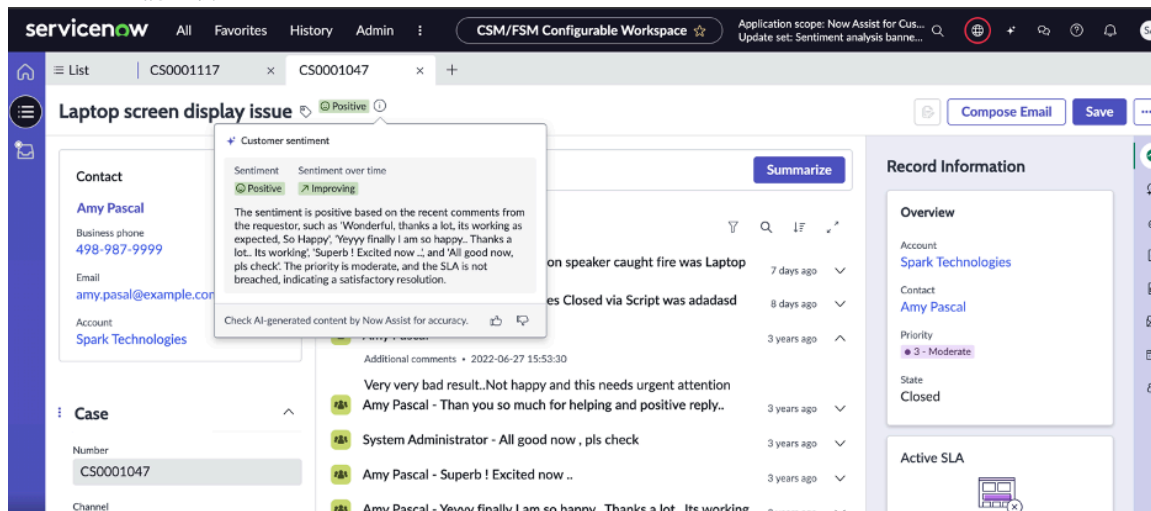 servicenow All Favorites History Admin CSM/FSM Configurable Workspace Application scope: Now Assist for Cus...
Update set: Sentiment analysis banne...
List CS0001117 CS0001047
Laptop screen display issue Positive Compose Email Save
Customer sentiment
Sentiment Sentiment over time
Positive Improving
The sentiment is positive based on the recent comments from
the requestor, such as 'Wonderful, thanks a lot, its working as
expected, So Happy', 'Yeyyy finally I am so happy.. Thanks a
lot.. Its working', 'Superb ! Excited now ..', and 'All good now,
pls check'. The priority is moderate, and the SLA is not
breached, indicating a satisfactory resolution.
Check AI-generated content by Now Assist for accuracy.
Contact
Amy Pascal
Business phone
498-987-9999
Email
amy.pasal@example.com
Account
Spark Technologies
Case
Number
CS0001047
Channel
Summarize
on speaker caught fire was Laptop 7 days ago
es Closed via Script was adadasd 8 days ago
Amy Pascal 3 years ago
Additional comments • 2022-06-27 15:53:30
Very very bad result..Not happy and this needs urgent attention
Amy Pascal - Than you so much for helping and positive reply.. 3 years ago
System Administrator - All good now , pls check 3 years ago
Amy Pascal - Superb ! Excited now .. 3 years ago
Amy Pascal - Yeyyy finally I am so happy.. Thanks a lot.. Its working
Record Information
Overview
Account
Spark Technologies
Contact
Amy Pascal
Priority
3 - Moderate
State
Closed
Active SLA